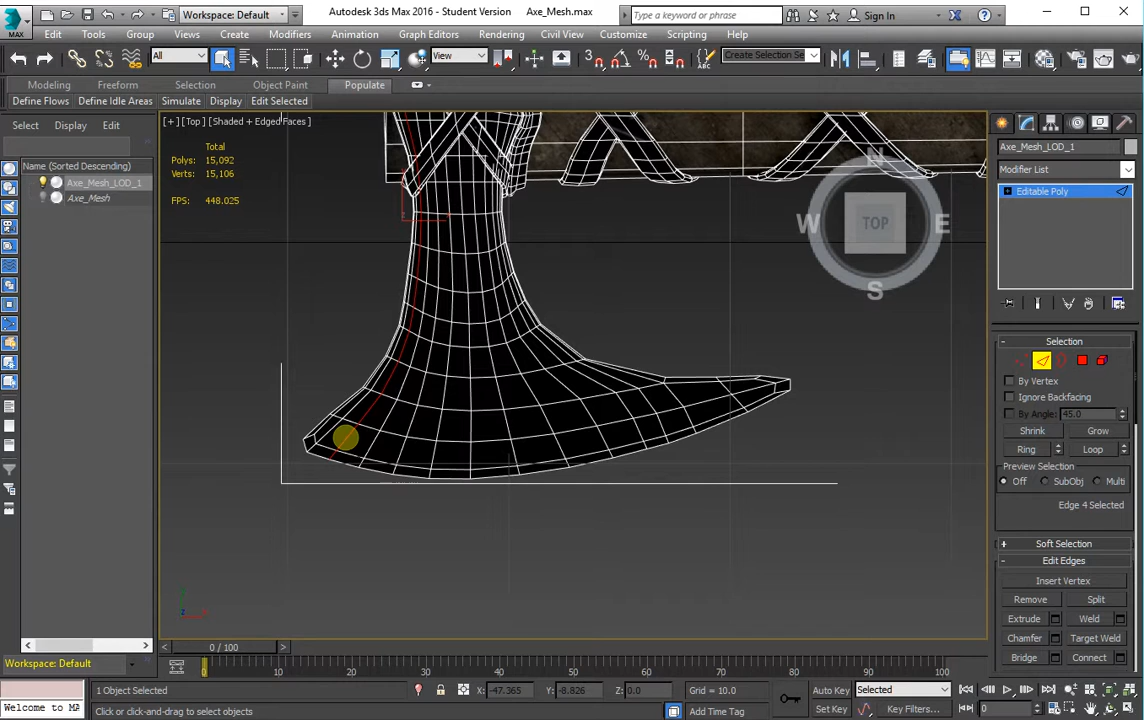 Workspace: Default
Autodesk 3ds Max 2016 - Student Version   Axe_Mesh.max
Type a keyword or phrase
Sign In
MAX
Edit Tools Group Views Create Modifiers Animation Graph Editors Rendering Civil View Customize Scripting Help
All
View
3
Create Selection Se
ABC
Modeling Freeform Selection Object Paint Populate
Define Flows Define Idle Areas Simulate Display Edit Selected
Select Display Edit
[+] [Top] [Shaded + Edged Faces ]
Name (Sorted Descending)
Axe_Mesh_LOD_1
Axe_Mesh
Total
Polys: 15,092
Verts: 15,106
FPS: 448.025
N
W TOP E
S
Axe_Mesh_LOD_1
Modifier List
Editable Poly
Selection
By Vertex
Ignore Backfacing
By Angle: 45.0
Shrink Grow
Ring Loop
Preview Selection
Off SubObj Multi
Edge 4 Selected
Soft Selection
Edit Edges
Insert Vertex
Remove Split
Extrude Weld
Chamfer Target Weld
Bridge Connect
0 / 100
Workspace: Default
0 10 20 30 40 50 60 70 80 90 100
1 Object Selected
X: -47.365 Y: -8.826 Z: 0.0 Grid = 10.0
Auto Key Selected
Welcome to MA
Click or click-and-drag to select objects
Add Time Tag
Set Key Key Filters... 0